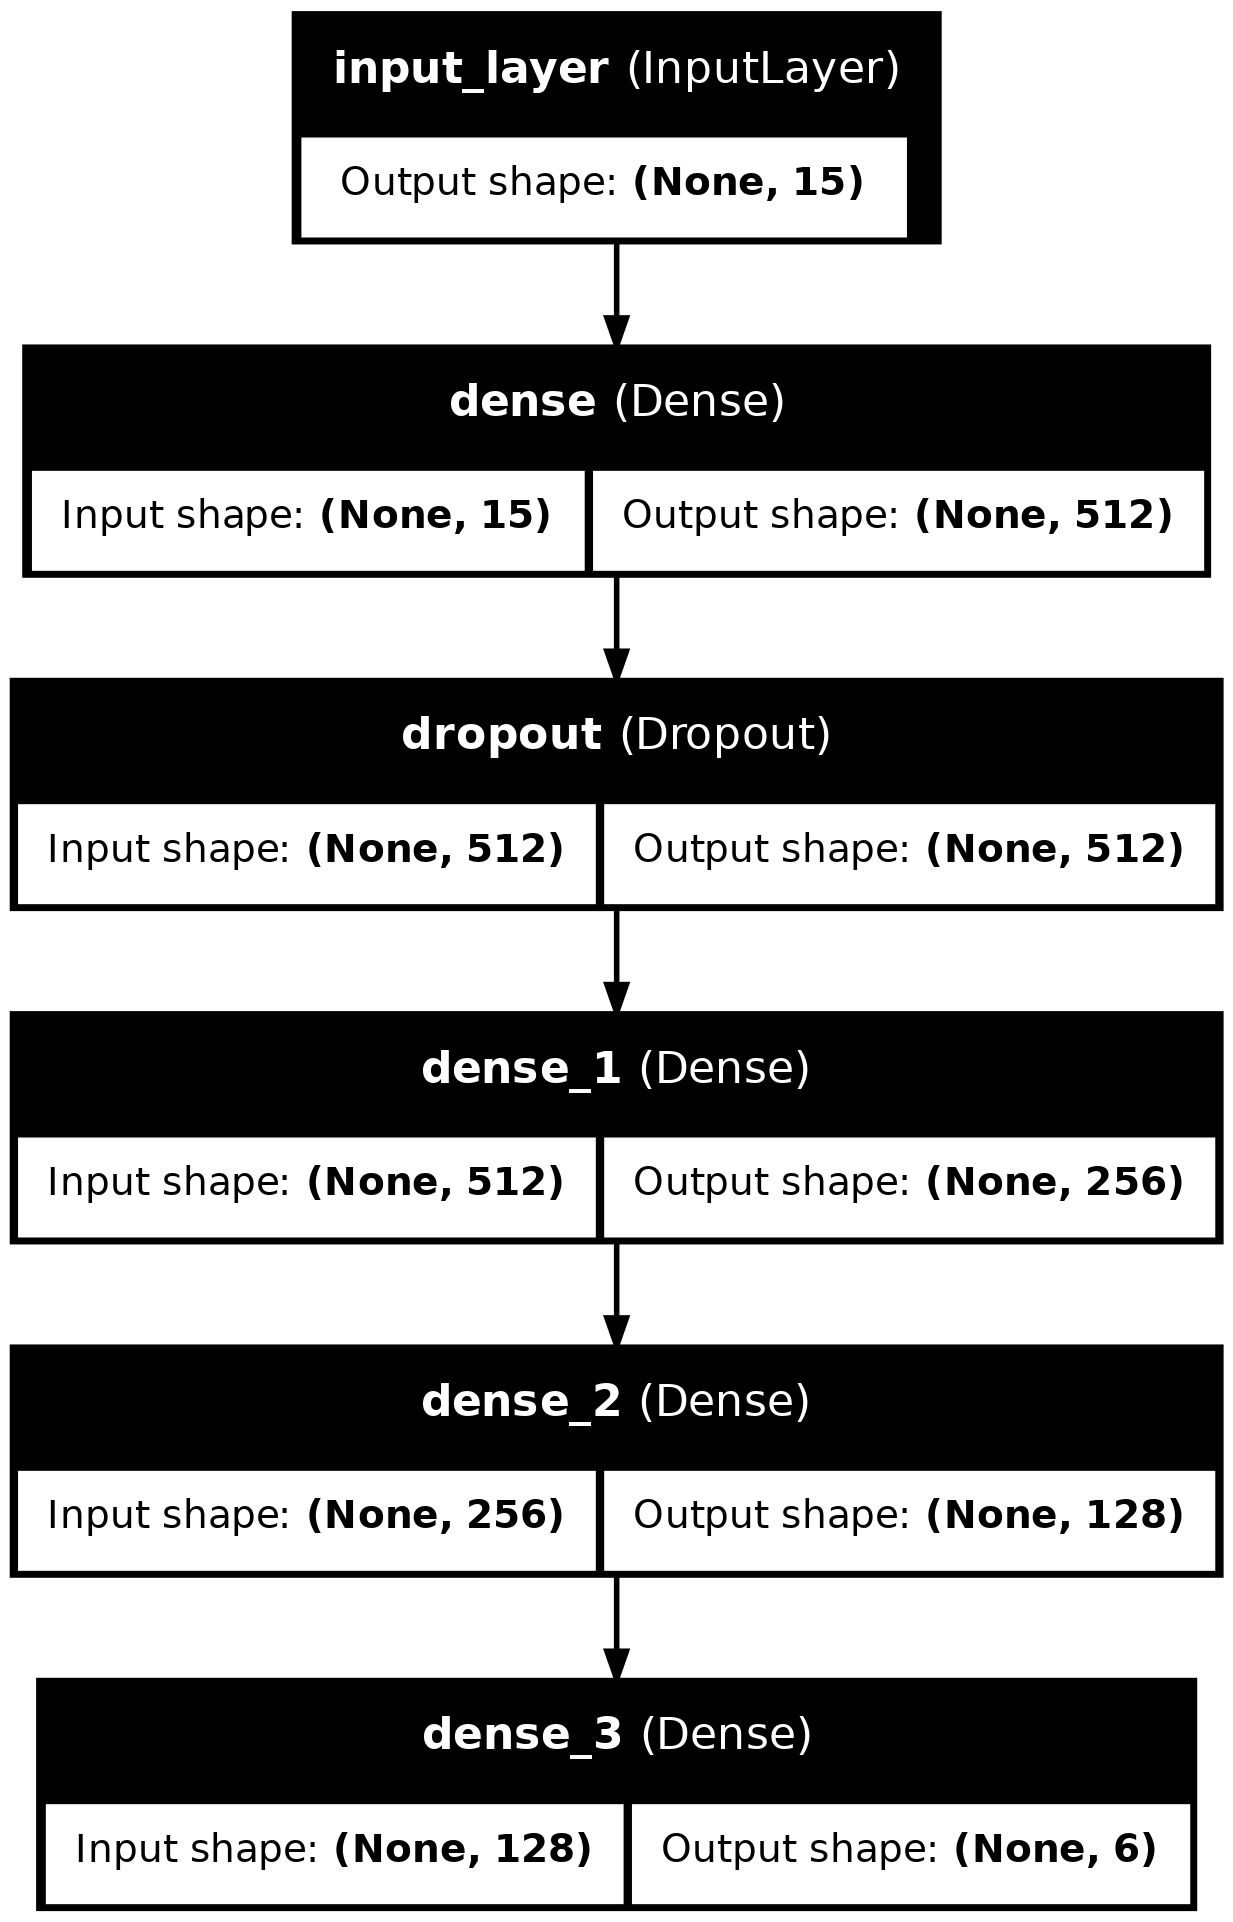 input_layer (InputLayer)
Output shape: (None, 15)
dense (Dense)
Input shape: (None, 15) Output shape: (None, 512)
dropout (Dropout)
Input shape: (None, 512) Output shape: (None, 512)
dense_1 (Dense)
Input shape: (None, 512) Output shape: (None, 256)
dense_2 (Dense)
Input shape: (None, 256) Output shape: (None, 128)
dense_3 (Dense)
Input shape: (None, 128) Output shape: (None, 6)